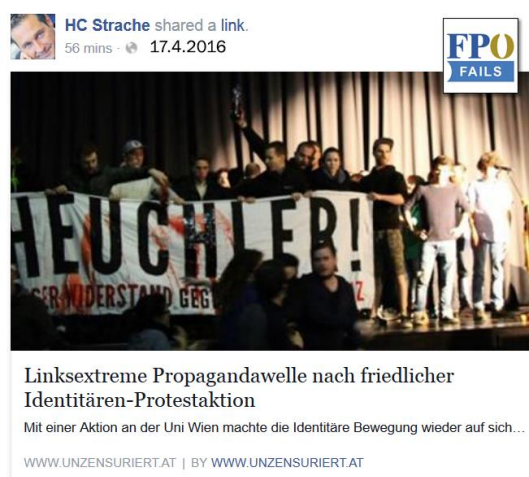 HC Strache shared a link.
56 mins · 17.4.2016
FPO
FAILS
HEUCHLER!
Linksextreme Propagandawelle nach friedlicher
Identitären-Protestaktion
Mit einer Aktion an der Uni Wien machte die Identitäre Bewegung wieder auf sich…
WWW.UNZENSURIERT.AT | BY WWW.UNZENSURIERT.AT